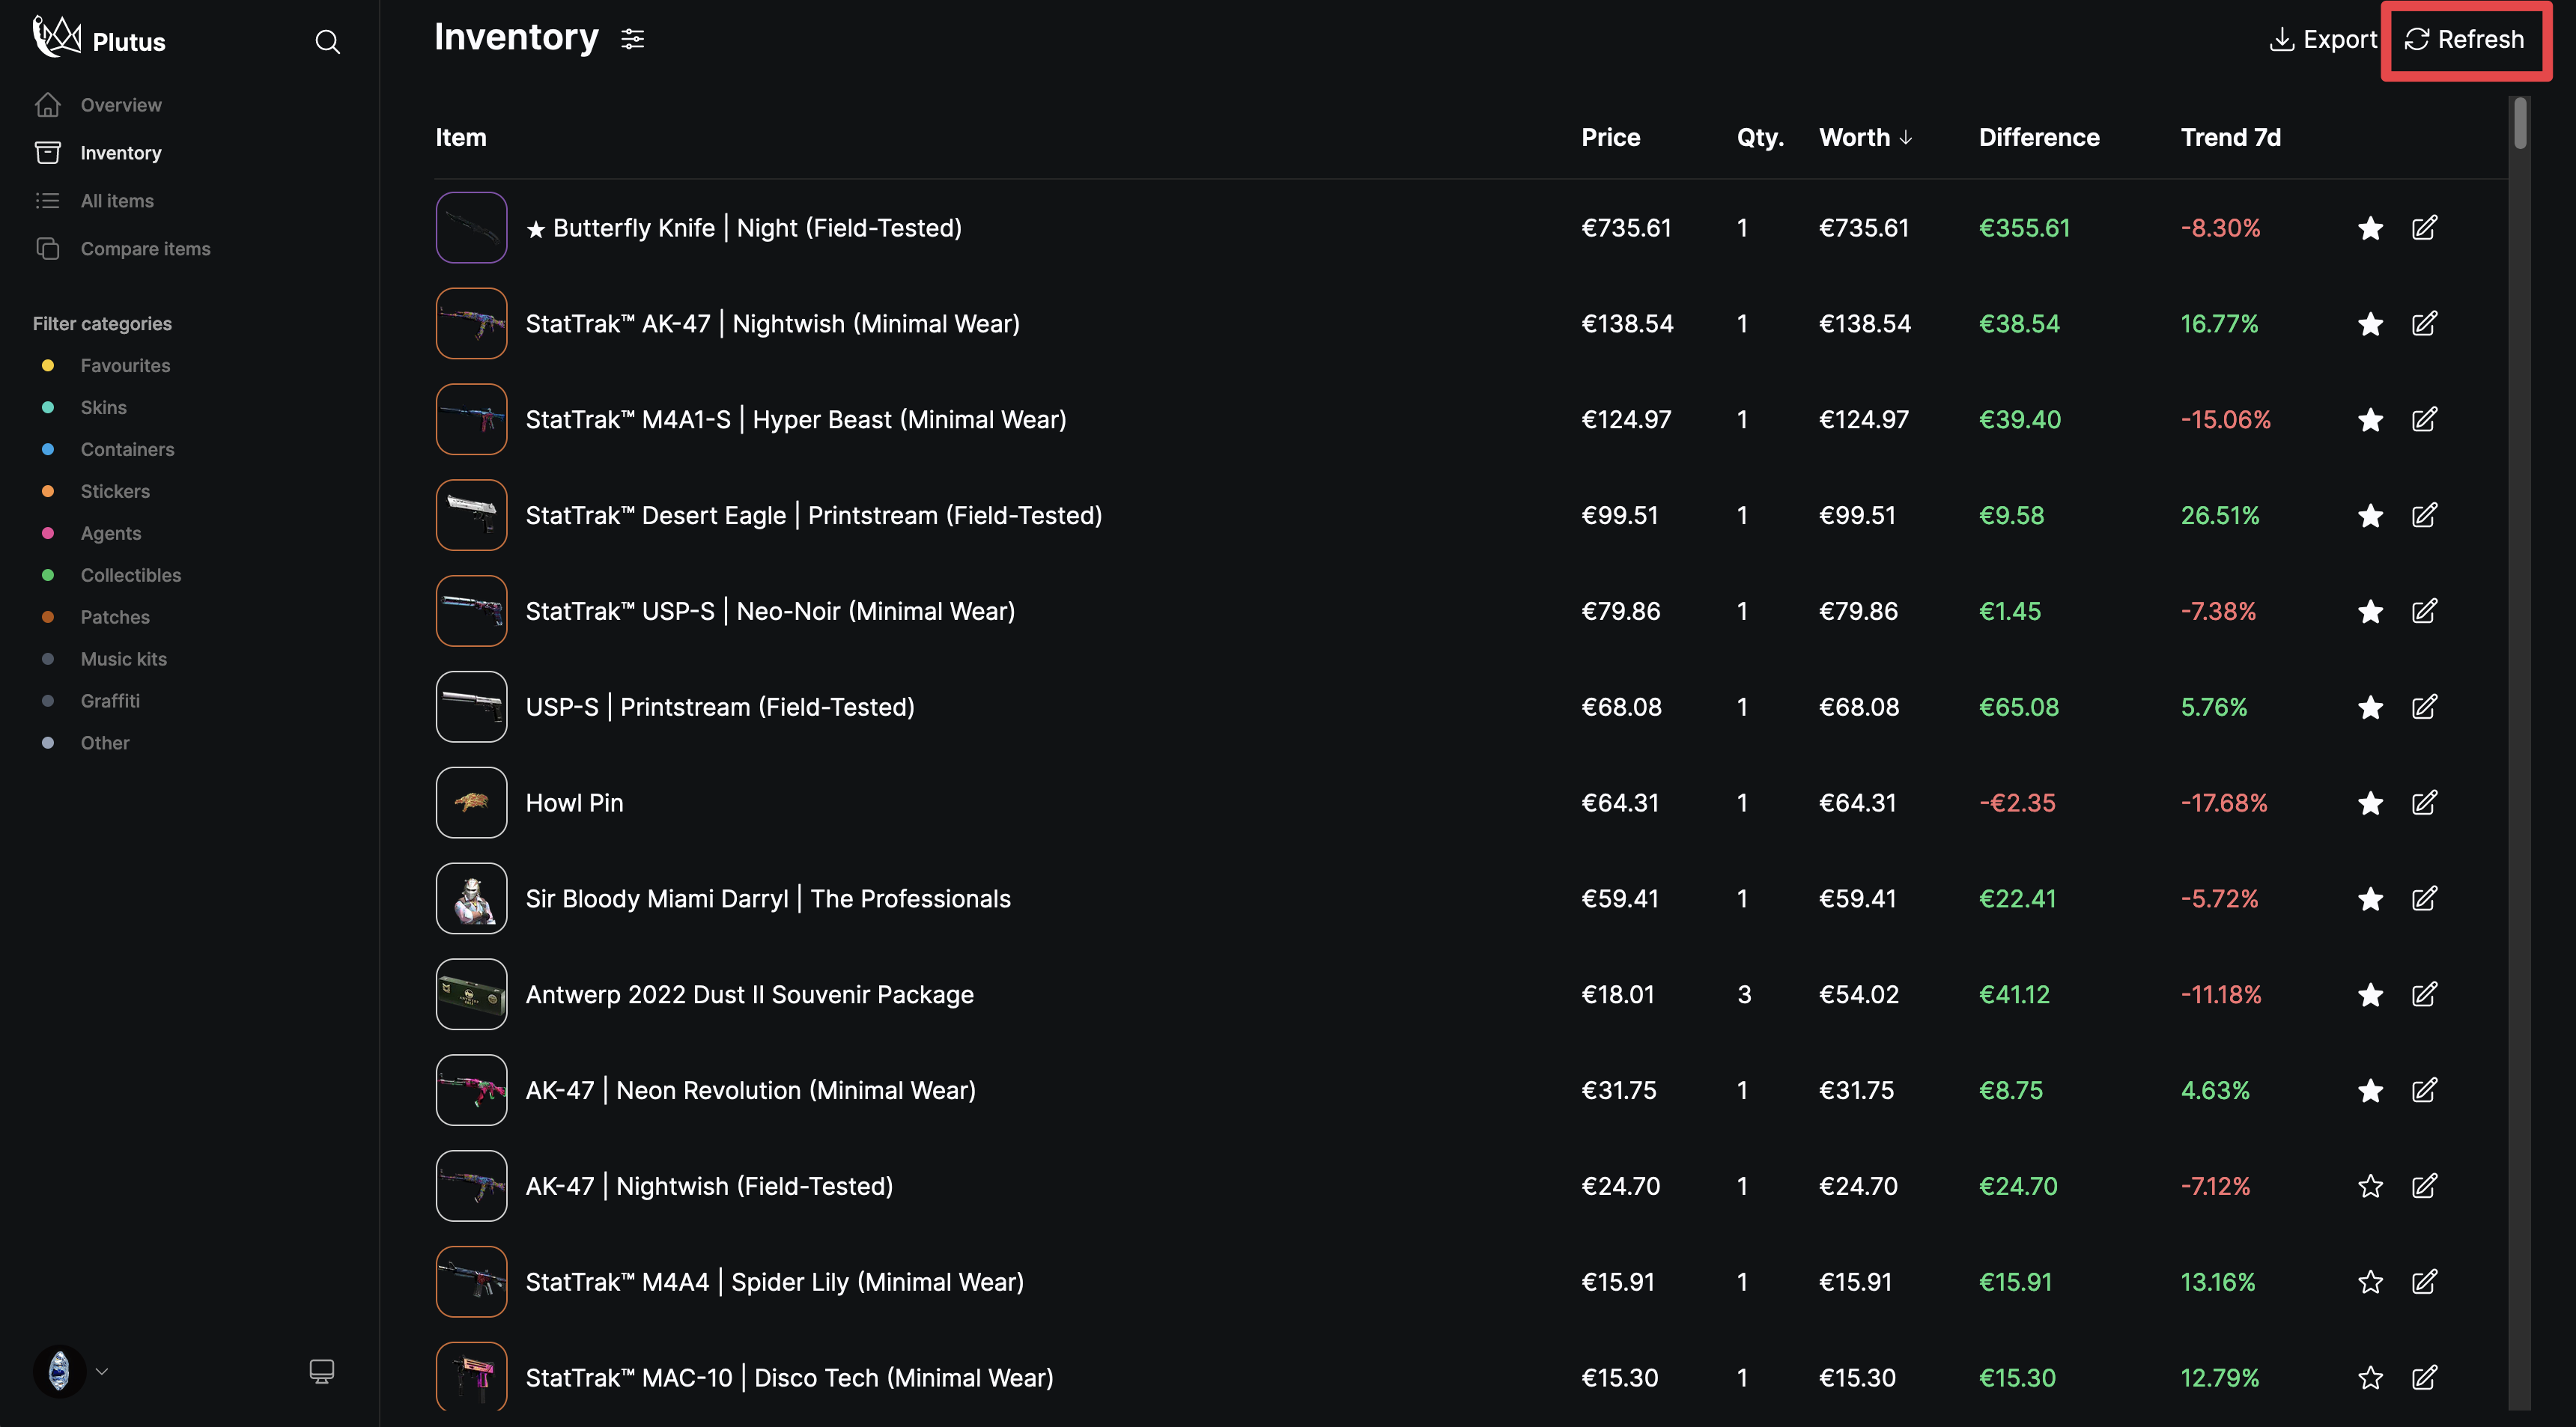 Plutus
Overview
Inventory
All items
Compare items
Filter categories
Favourites
Skins
Containers
Stickers
Agents
Collectibles
Patches
Music kits
Graffiti
Other
Inventory
Export Refresh
Item Price Qty. Worth ↓ Difference Trend 7d
★ Butterfly Knife | Night (Field-Tested) €735.61 1 €735.61 €355.61 -8.30%
StatTrak™ AK-47 | Nightwish (Minimal Wear) €138.54 1 €138.54 €38.54 16.77%
StatTrak™ M4A1-S | Hyper Beast (Minimal Wear) €124.97 1 €124.97 €39.40 -15.06%
StatTrak™ Desert Eagle | Printstream (Field-Tested) €99.51 1 €99.51 €9.58 26.51%
StatTrak™ USP-S | Neo-Noir (Minimal Wear) €79.86 1 €79.86 €1.45 -7.38%
USP-S | Printstream (Field-Tested) €68.08 1 €68.08 €65.08 5.76%
Howl Pin €64.31 1 €64.31 -€2.35 -17.68%
Sir Bloody Miami Darryl | The Professionals €59.41 1 €59.41 €22.41 -5.72%
Antwerp 2022 Dust II Souvenir Package €18.01 3 €54.02 €41.12 -11.18%
AK-47 | Neon Revolution (Minimal Wear) €31.75 1 €31.75 €8.75 4.63%
AK-47 | Nightwish (Field-Tested) €24.70 1 €24.70 €24.70 -7.12%
StatTrak™ M4A4 | Spider Lily (Minimal Wear) €15.91 1 €15.91 €15.91 13.16%
StatTrak™ MAC-10 | Disco Tech (Minimal Wear) €15.30 1 €15.30 €15.30 12.79%